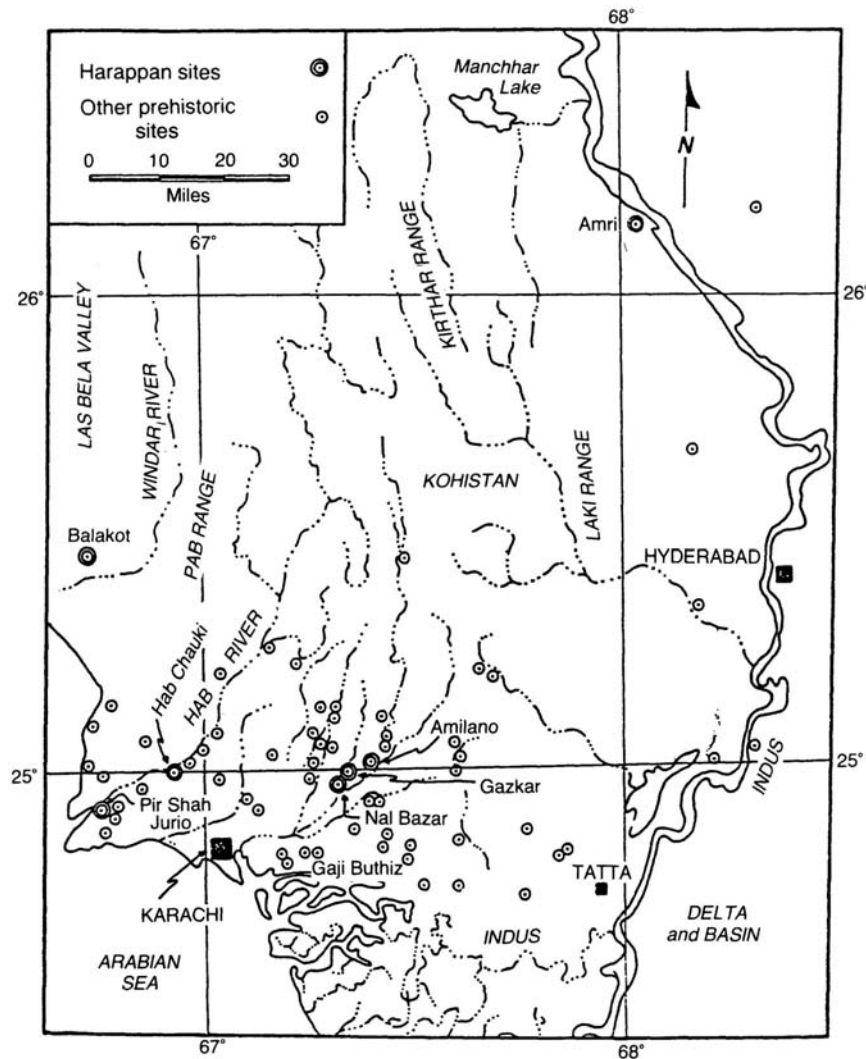 68°
Harappan sites
Other prehistoric
sites
0 10 20 30
Miles
67°
Manchhar
Lake
N
Amri
26°
26°
KIRTHAR RANGE
LAS BELA VALLEY
WINDAR RIVER
PAB RANGE
KOHISTAN
LAKI RANGE
Balakot
HYDERABAD
Hab Chauki
HAB RIVER
Amilano
25°
25°
Gazkar
INDUS
Pir Shah
Jurio
Nal Bazar
Gaji Buthiz
TATTA
KARACHI
INDUS
DELTA
and BASIN
ARABIAN
SEA
67°
68°